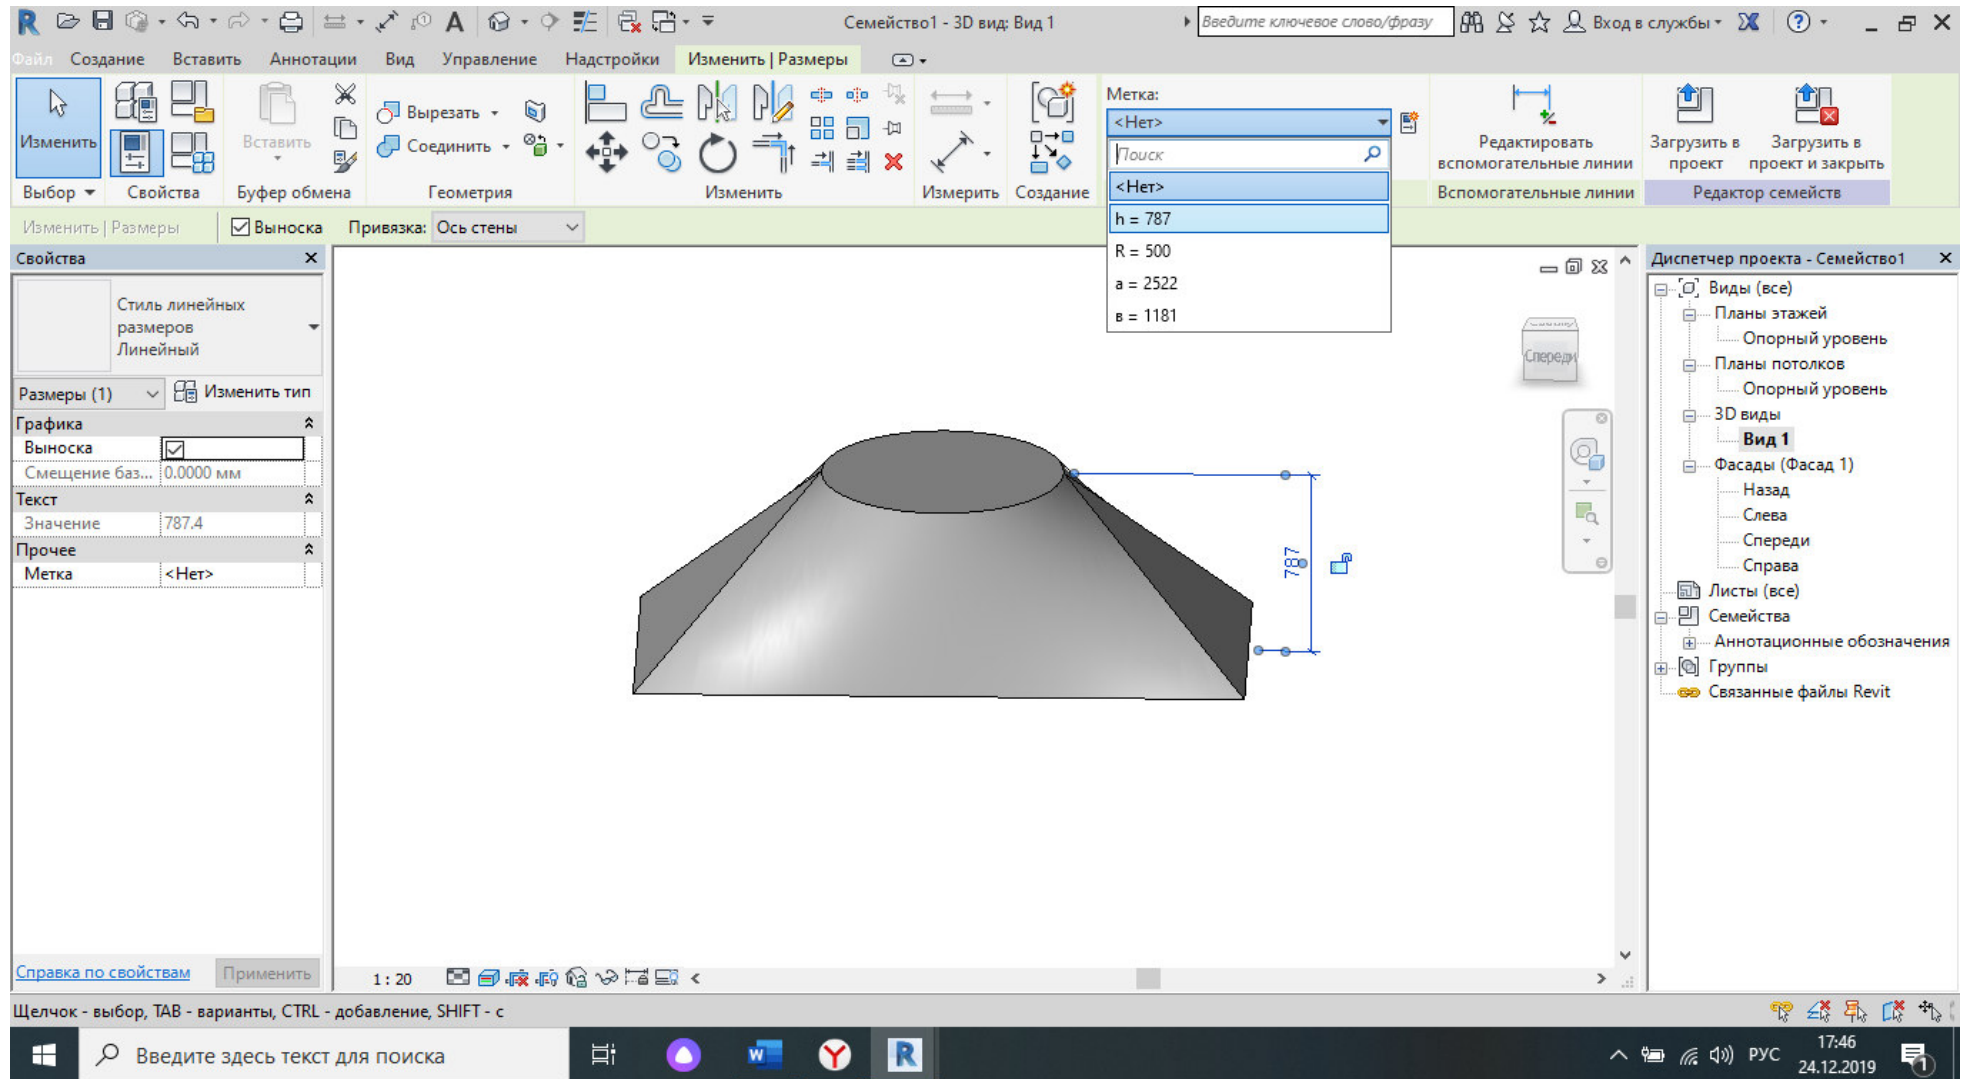 Семейство1 - 3D вид: Вид 1
Введите ключевое слово/фразу
Вход в службы
Файл Создание Вставить Аннотации Вид Управление Надстройки Изменить | Размеры
Изменить
Вставить
Вырезать
Соединить
Метка:
<Нет>
Поиск
<Нет>
h = 787
R = 500
а = 2522
в = 1181
Редактировать
вспомогательные линии
Загрузить в
проект
Загрузить в
проект и закрыть
Выбор Свойства Буфер обмена Геометрия Изменить Измерить Создание Вспомогательные линии Редактор семейств
Изменить | Размеры Выноска Привязка: Ось стены
Свойства
Стиль линейных
размеров
Линейный
Размеры (1) Изменить тип
Графика
Выноска
Смещение баз... 0.0000 мм
Текст
Значение 787.4
Прочее
Метка <Нет>
Справка по свойствам Применить
787
Спереди
1 : 20
Диспетчер проекта - Семейство1
Виды (все)
Планы этажей
Опорный уровень
Планы потолков
Опорный уровень
3D виды
Вид 1
Фасады (Фасад 1)
Назад
Слева
Спереди
Справа
Листы (все)
Семейства
Аннотационные обозначения
Группы
Связанные файлы Revit
Щелчок - выбор, TAB - варианты, CTRL - добавление, SHIFT - с
Введите здесь текст для поиска
РУС
17:46
24.12.2019
1